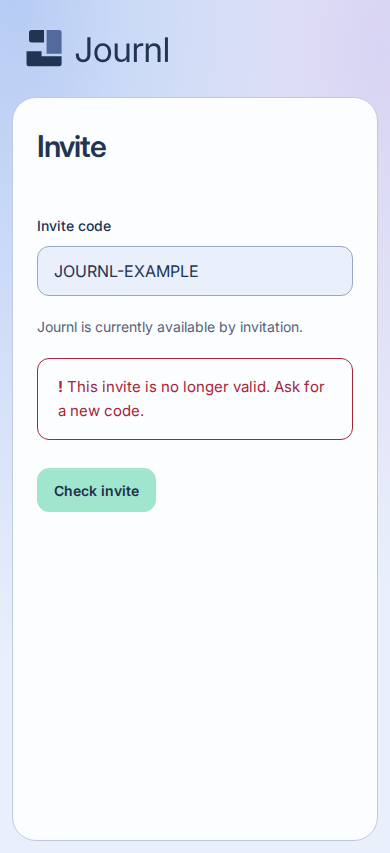 Journl
Invite
Invite code
JOURNL-EXAMPLE
Journl is currently available by invitation.
! This invite is no longer valid. Ask for
a new code.
Check invite